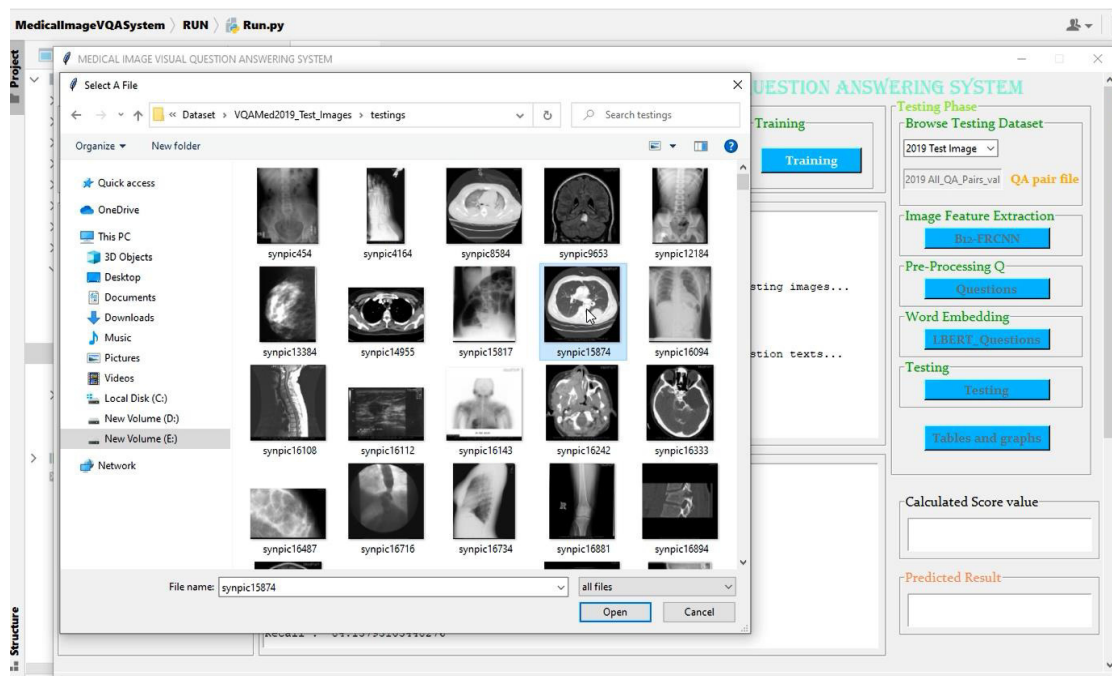 MedicalImageVQASystem 〉 RUN 〉 Run.py
Project
MEDICAL IMAGE VISUAL QUESTION ANSWERING SYSTEM
Select A File
QUESTION ANSWERING SYSTEM
« Dataset › VQAMed2019_Test_Images › testings
Search testings
Organize
New folder
Quick access
OneDrive
This PC
3D Objects
Desktop
Documents
Downloads
Music
Pictures
Videos
Local Disk (C:)
New Volume (D:)
New Volume (E:)
Network
synpic454 synpic4164 synpic8584 synpic9653 synpic12184
synpic13384 synpic14955 synpic15817 synpic15874 synpic16094
synpic16108 synpic16112 synpic16143 synpic16242 synpic16333
synpic16487 synpic16716 synpic16734 synpic16881 synpic16894
File name: synpic15874
all files
Open Cancel
Training
Training
sting images...
stion texts...
Testing Phase
Browse Testing Dataset
2019 Test Image
2019 All_QA_Pairs_val QA pair file
Image Feature Extraction
B12-FRCNN
Pre-Processing Q
Questions
Word Embedding
LBERT_Questions
Testing
Testing
Tables and graphs
Calculated Score value
Predicted Result
Structure